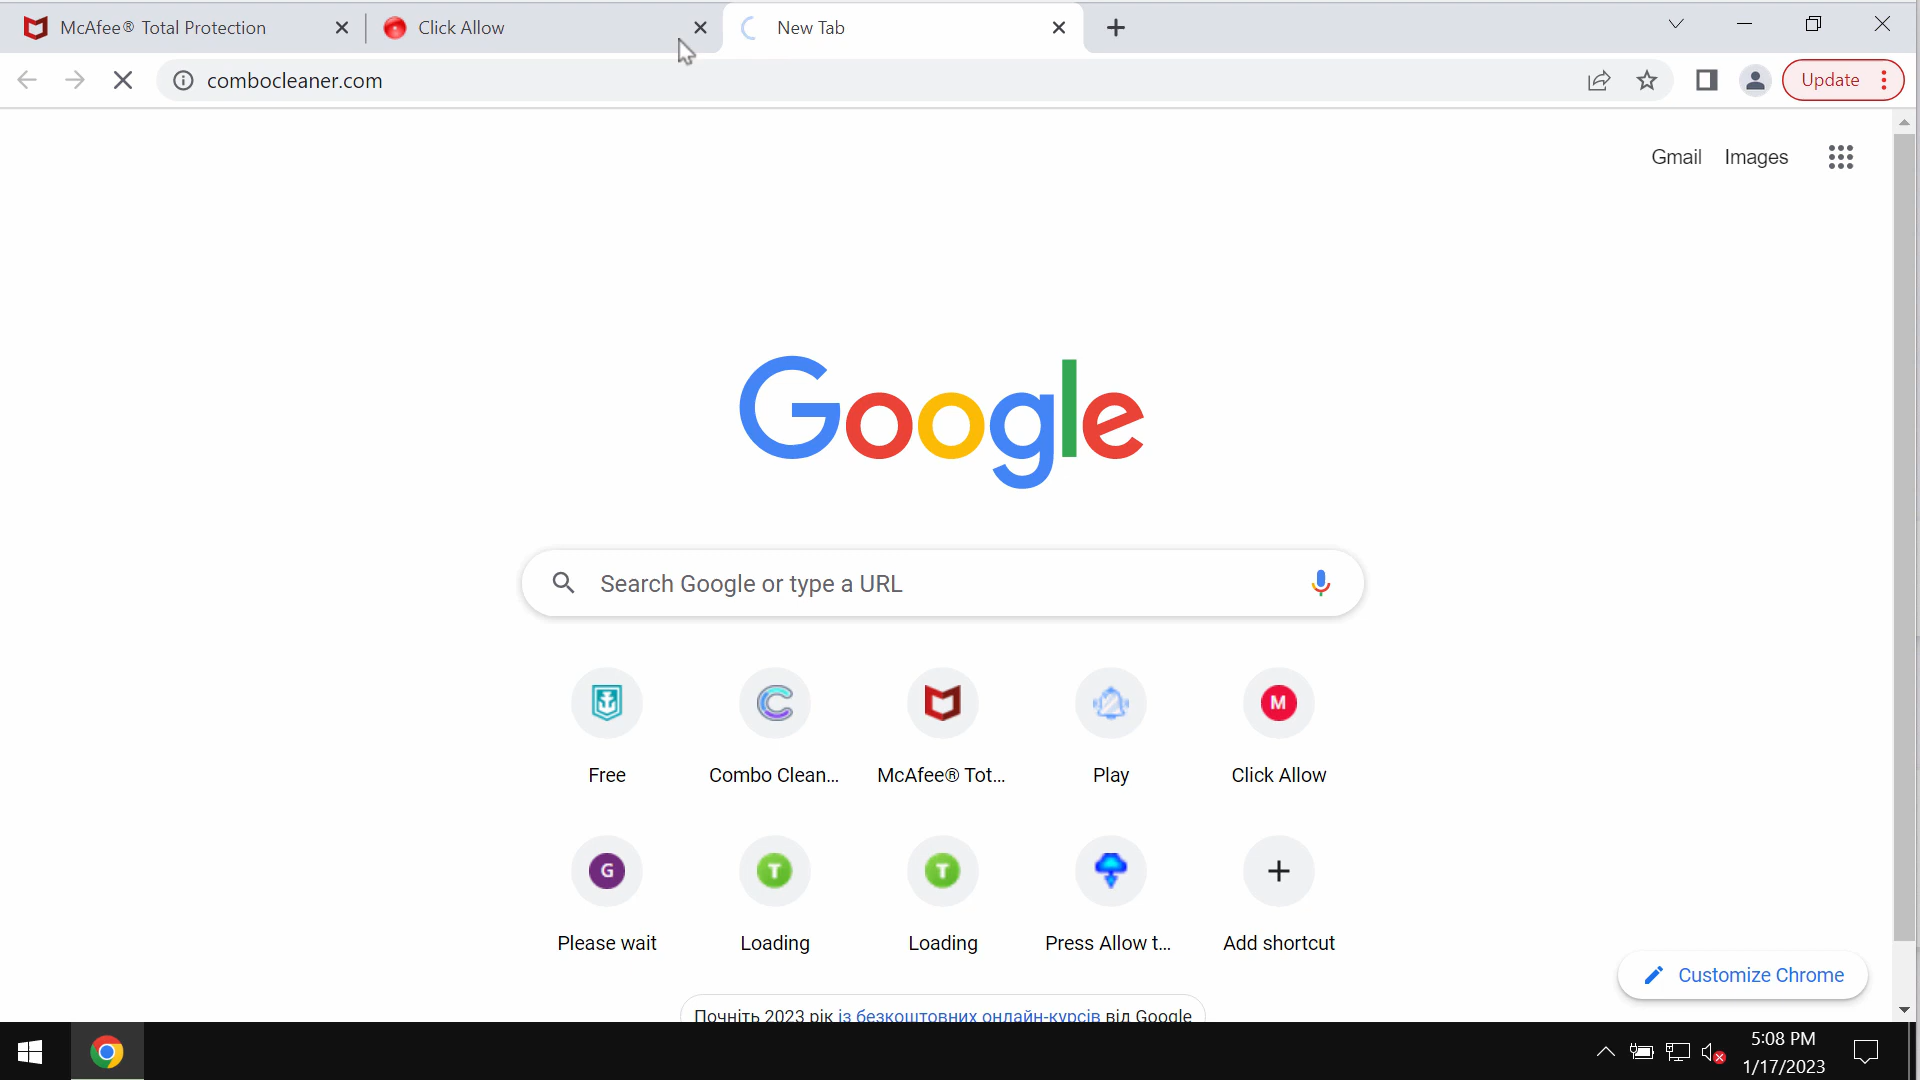 McAfee® Total Protection
Click Allow
New Tab
combocleaner.com
Update
Gmail
Images
Google
Search Google or type a URL
Free
Combo Clean...
McAfee® Tot...
Play
M
Click Allow
G
Please wait
T
Loading
T
Loading
Press Allow t...
Add shortcut
Customize Chrome
Почніть 2023 рік із безкоштовних онлайн-курсів від Google
5:08 PM
1/17/2023